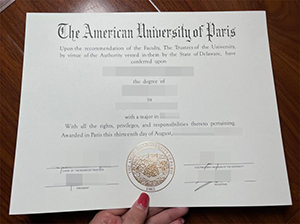 The American University of Paris
Upon the recommendation of the Faculty, The Trustees of the University,
by virtue of the Authority vested in them by the State of Delaware, have
conferred upon
the degree of
in
with a major in
With all the rights, privileges, and responsibilities thereto pertaining
Awarded in Paris this thirteenth day of August,